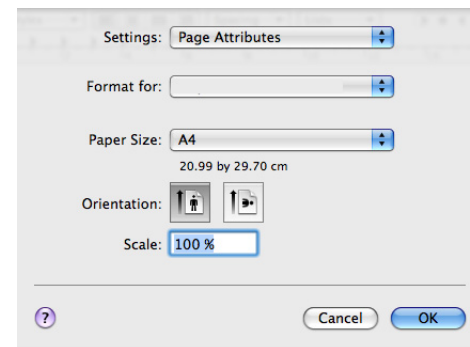 Settings: Page Attributes
Format for:
Paper Size: A4
20.99 by 29.70 cm
Orientation:
Scale: 100 %
? Cancel OK